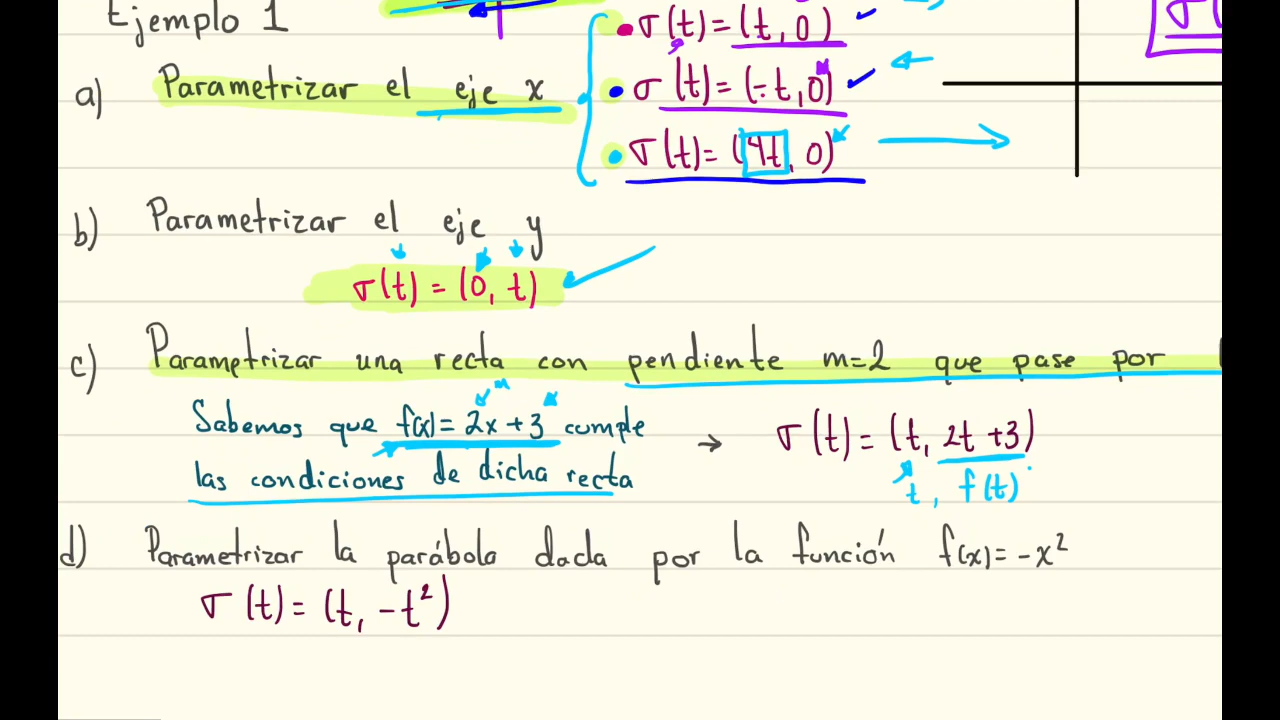 Ejemplo 1
σ(t) = (t, 0)
a) Parametrizar el eje x
σ(t) = (-t, 0)
σ(t) = (4t, 0)
b) Parametrizar el eje y
σ(t) = (0, t)
c) Parametrizar una recta con pendiente m=2 que pase por
Sabemos que f(x) = 2x + 3 cumple
las condiciones de dicha recta
→ σ(t) = (t, 2t + 3)
t, f(t)
d) Parametrizar la parábola dada por la función f(x) = -x²
σ(t) = (t, -t²)